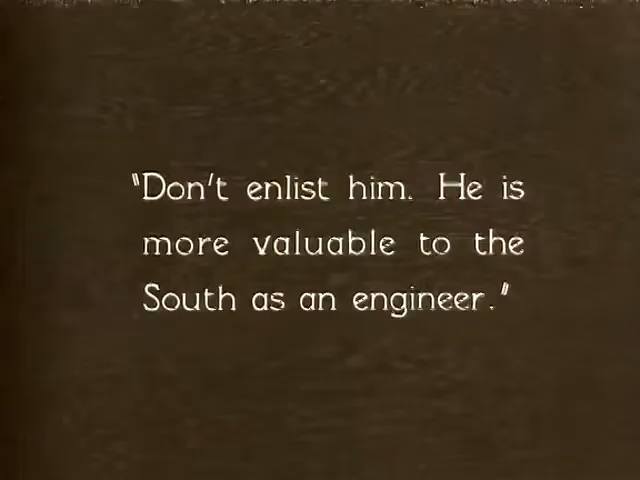 "Don't enlist him. He is
more valuable to the
South as an engineer."